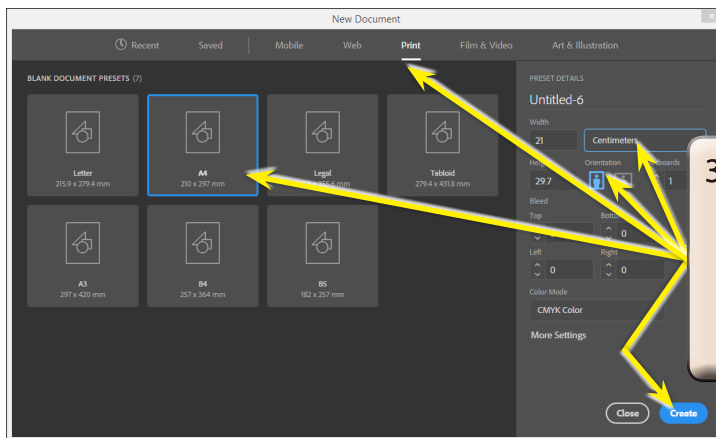 New Document
Recent Saved Mobile Web Print Film & Video Art & Illustration
BLANK DOCUMENT PRESETS (7)
Letter
215.9 x 279.4 mm
A4
210 x 297 mm
Legal
mm
Tabloid
279.4 x 431.8 mm
A3
297 x 420 mm
B4
257 x 364 mm
B5
182 x 257 mm
PRESET DETAILS
Untitled-6
Width
21 Centimeters
Orientation
29.7 1
Bleed
Top
0
Left Right
0 0
Color Mode
CMYK Color
More Settings
Close Create
3